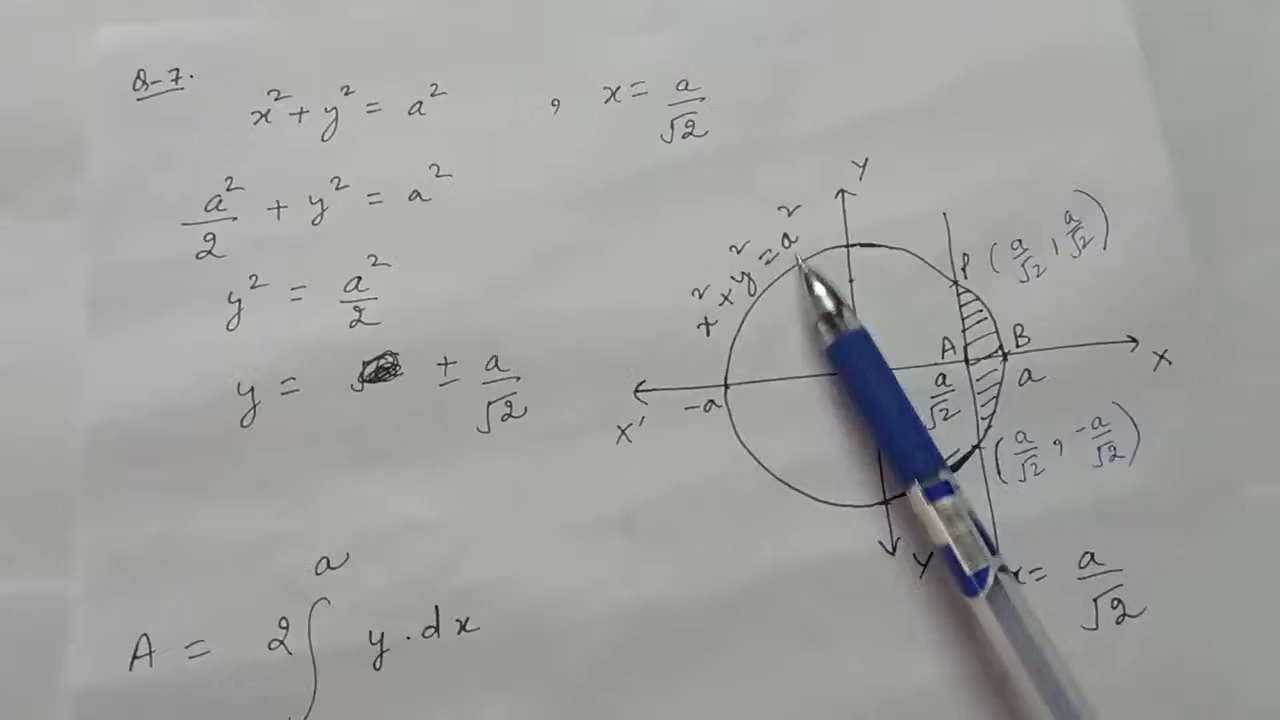 Q-7.
x² + y² = a² , x = a/√2
a²/2 + y² = a²
y² = a²/2
y = ± a/√2
A = 2∫ᵃ y.dx
Y
x² + y² = a²
P (a/√2, a/√2)
A B
X' -a a/√2 a X
(a/√2, -a/√2)
Y
x = a/√2